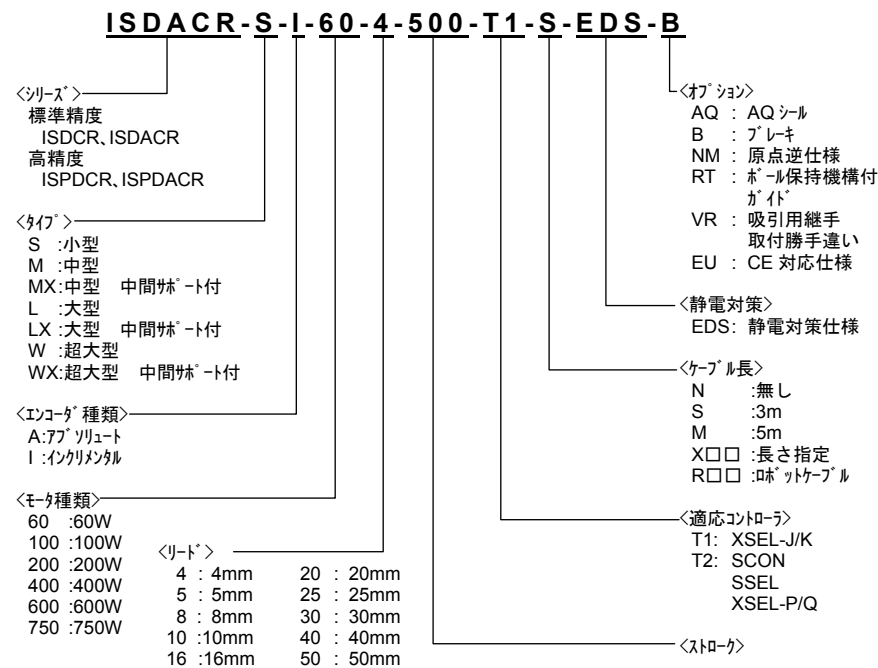 ISDACR-S-I-60-4-500-T1-S-EDS-B
<シリーズ>
標準精度
ISDCR、ISDACR
高精度
ISPDCR、ISPDACR
<タイプ>
S :小型
M :中型
MX:中型 中間サポート付
L :大型
LX :大型 中間サポート付
W :超大型
WX:超大型 中間サポート付
<エンコーダ種類>
A:アブソリュート
I :インクリメンタル
<モータ種類>
60 :60W
100 :100W
200 :200W
400 :400W
600 :600W
750 :750W
<リード>
4 : 4mm 20 : 20mm
5 : 5mm 25 : 25mm
8 : 8mm 30 : 30mm
10 :10mm 40 : 40mm
16 :16mm 50 : 50mm
<オプション>
AQ : AQシール
B : ブレーキ
NM : 原点逆仕様
RT : ボール保持機構付
ガイド
VR : 吸引用継手
取付勝手違い
EU : CE 対応仕様
<静電対策>
EDS: 静電対策仕様
<ケーブル長>
N :無し
S :3m
M :5m
X□□ :長さ指定
R□□ :ロボットケーブル
<適応コントローラ>
T1: XSEL-J/K
T2: SCON
SSEL
XSEL-P/Q
<ストローク>